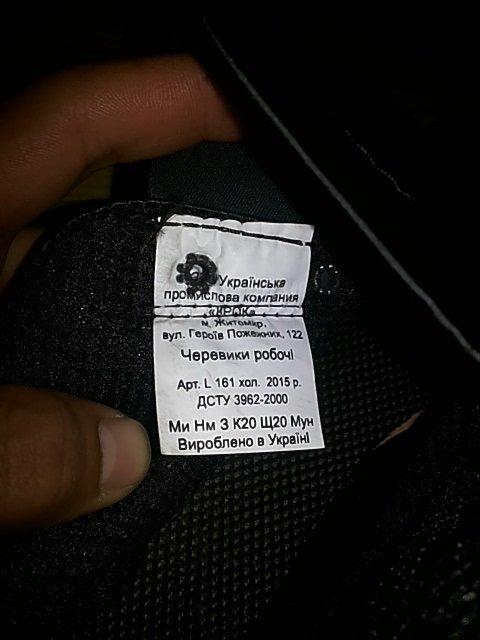 Українська
промислова компания
«КРОК»
м. Житомир,
вул. Героїв Пожежних, 122
Черевики робочі
Арт. L 161 хол. 2015 р.
ДСТУ 3962-2000
Ми Нм З К20 Щ20 Мун
Вироблено в Україні